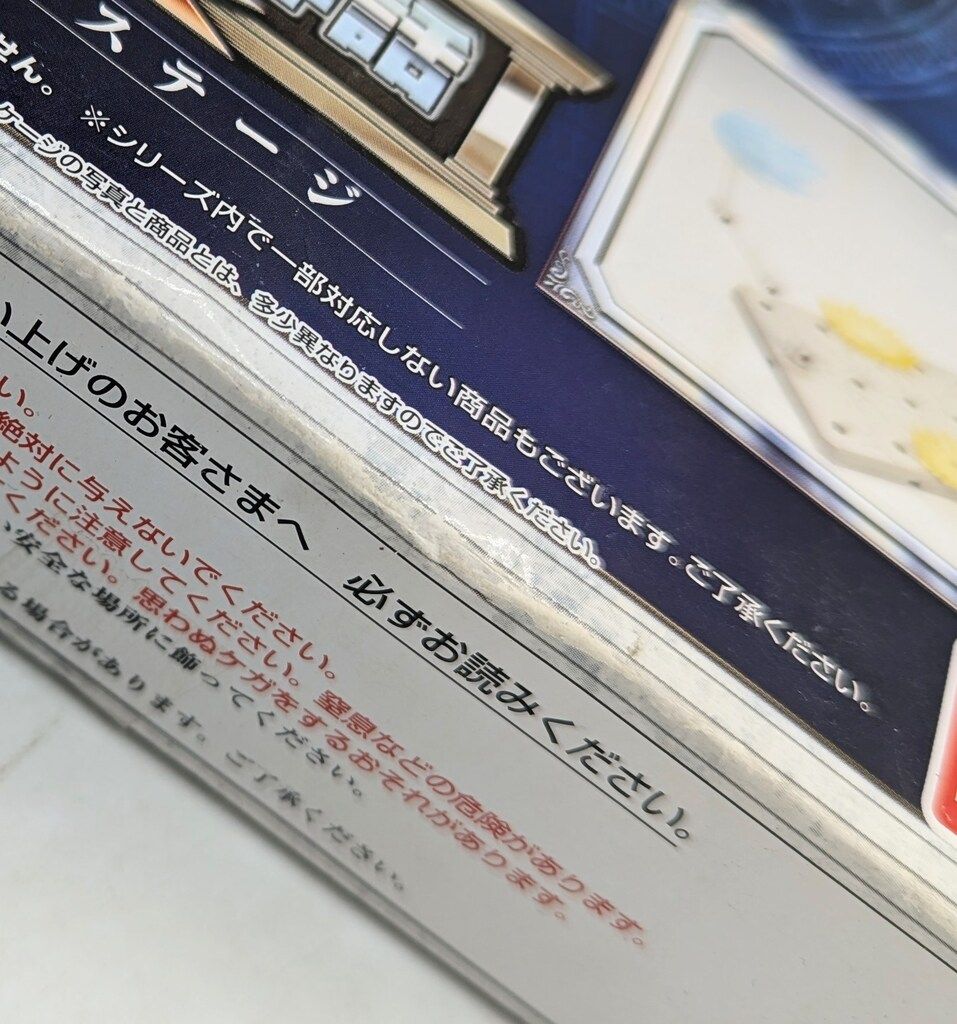 ステージ
せん。
※シリーズ内で一部対応しない商品もございます。ご了承ください。
ケージの写真と商品とは、多少異なりますのでご了承ください。
い上げのお客さまへ 必ずお読みください。
い。
絶対に与えないでください。窒息などの危険があります。
ように注意してください。思わぬケガをするおそれがあります。
ください。
安全な場所に飾ってください。
る場合があります。ご了承ください。